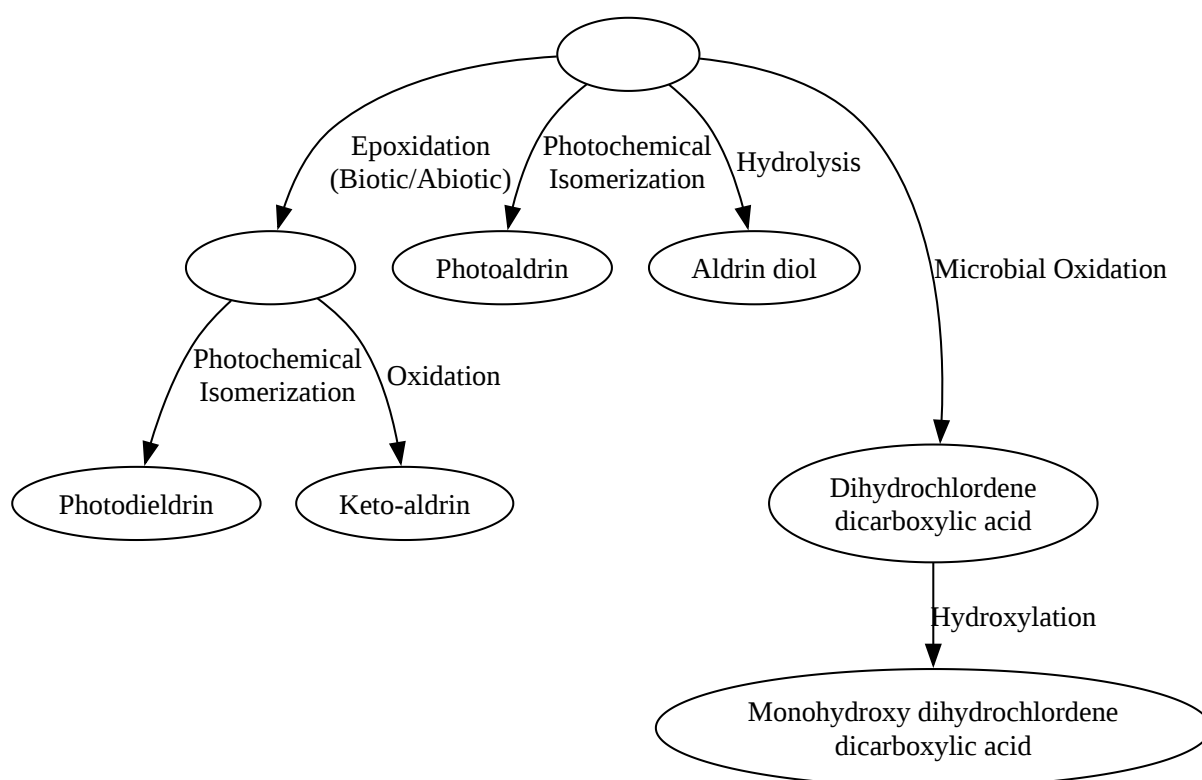 Epoxidation
(Biotic/Abiotic)
Photochemical
Isomerization
Hydrolysis
Photoaldrin
Aldrin diol
Microbial Oxidation
Photochemical
Isomerization
Oxidation
Photodieldrin
Keto-aldrin
Dihydrochlordene
dicarboxylic acid
Hydroxylation
Monohydroxy dihydrochlordene
dicarboxylic acid